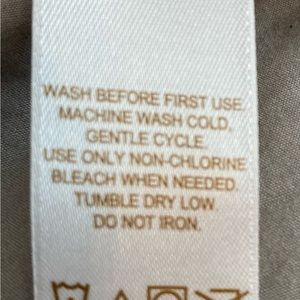 WASH BEFORE FIRST USE.
MACHINE WASH COLD,
GENTLE CYCLE.
USE ONLY NON-CHLORINE
BLEACH WHEN NEEDED.
TUMBLE DRY LOW.
DO NOT IRON.